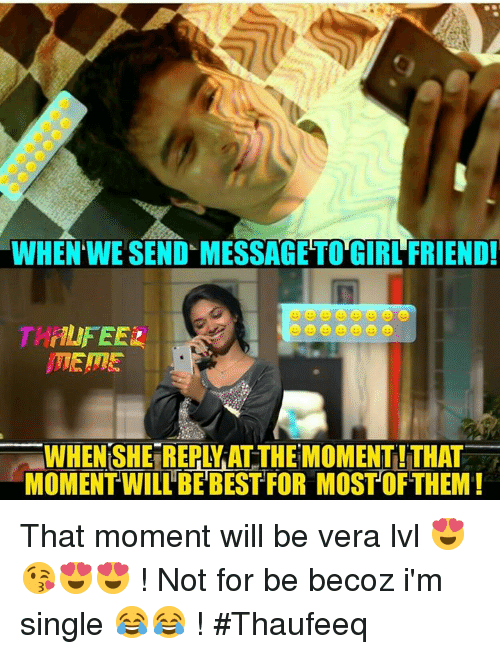 WHEN WE SEND MESSAGE TO GIRL FRIEND!
THAUFEEQ
MEME
WHEN SHE REPLY AT THE MOMENT! THAT
MOMENT WILL BE BEST FOR MOST OF THEM!
That moment will be vera lvl 😍
😘😍😍 ! Not for be becoz i'm
single 😂😂 ! #Thaufeeq